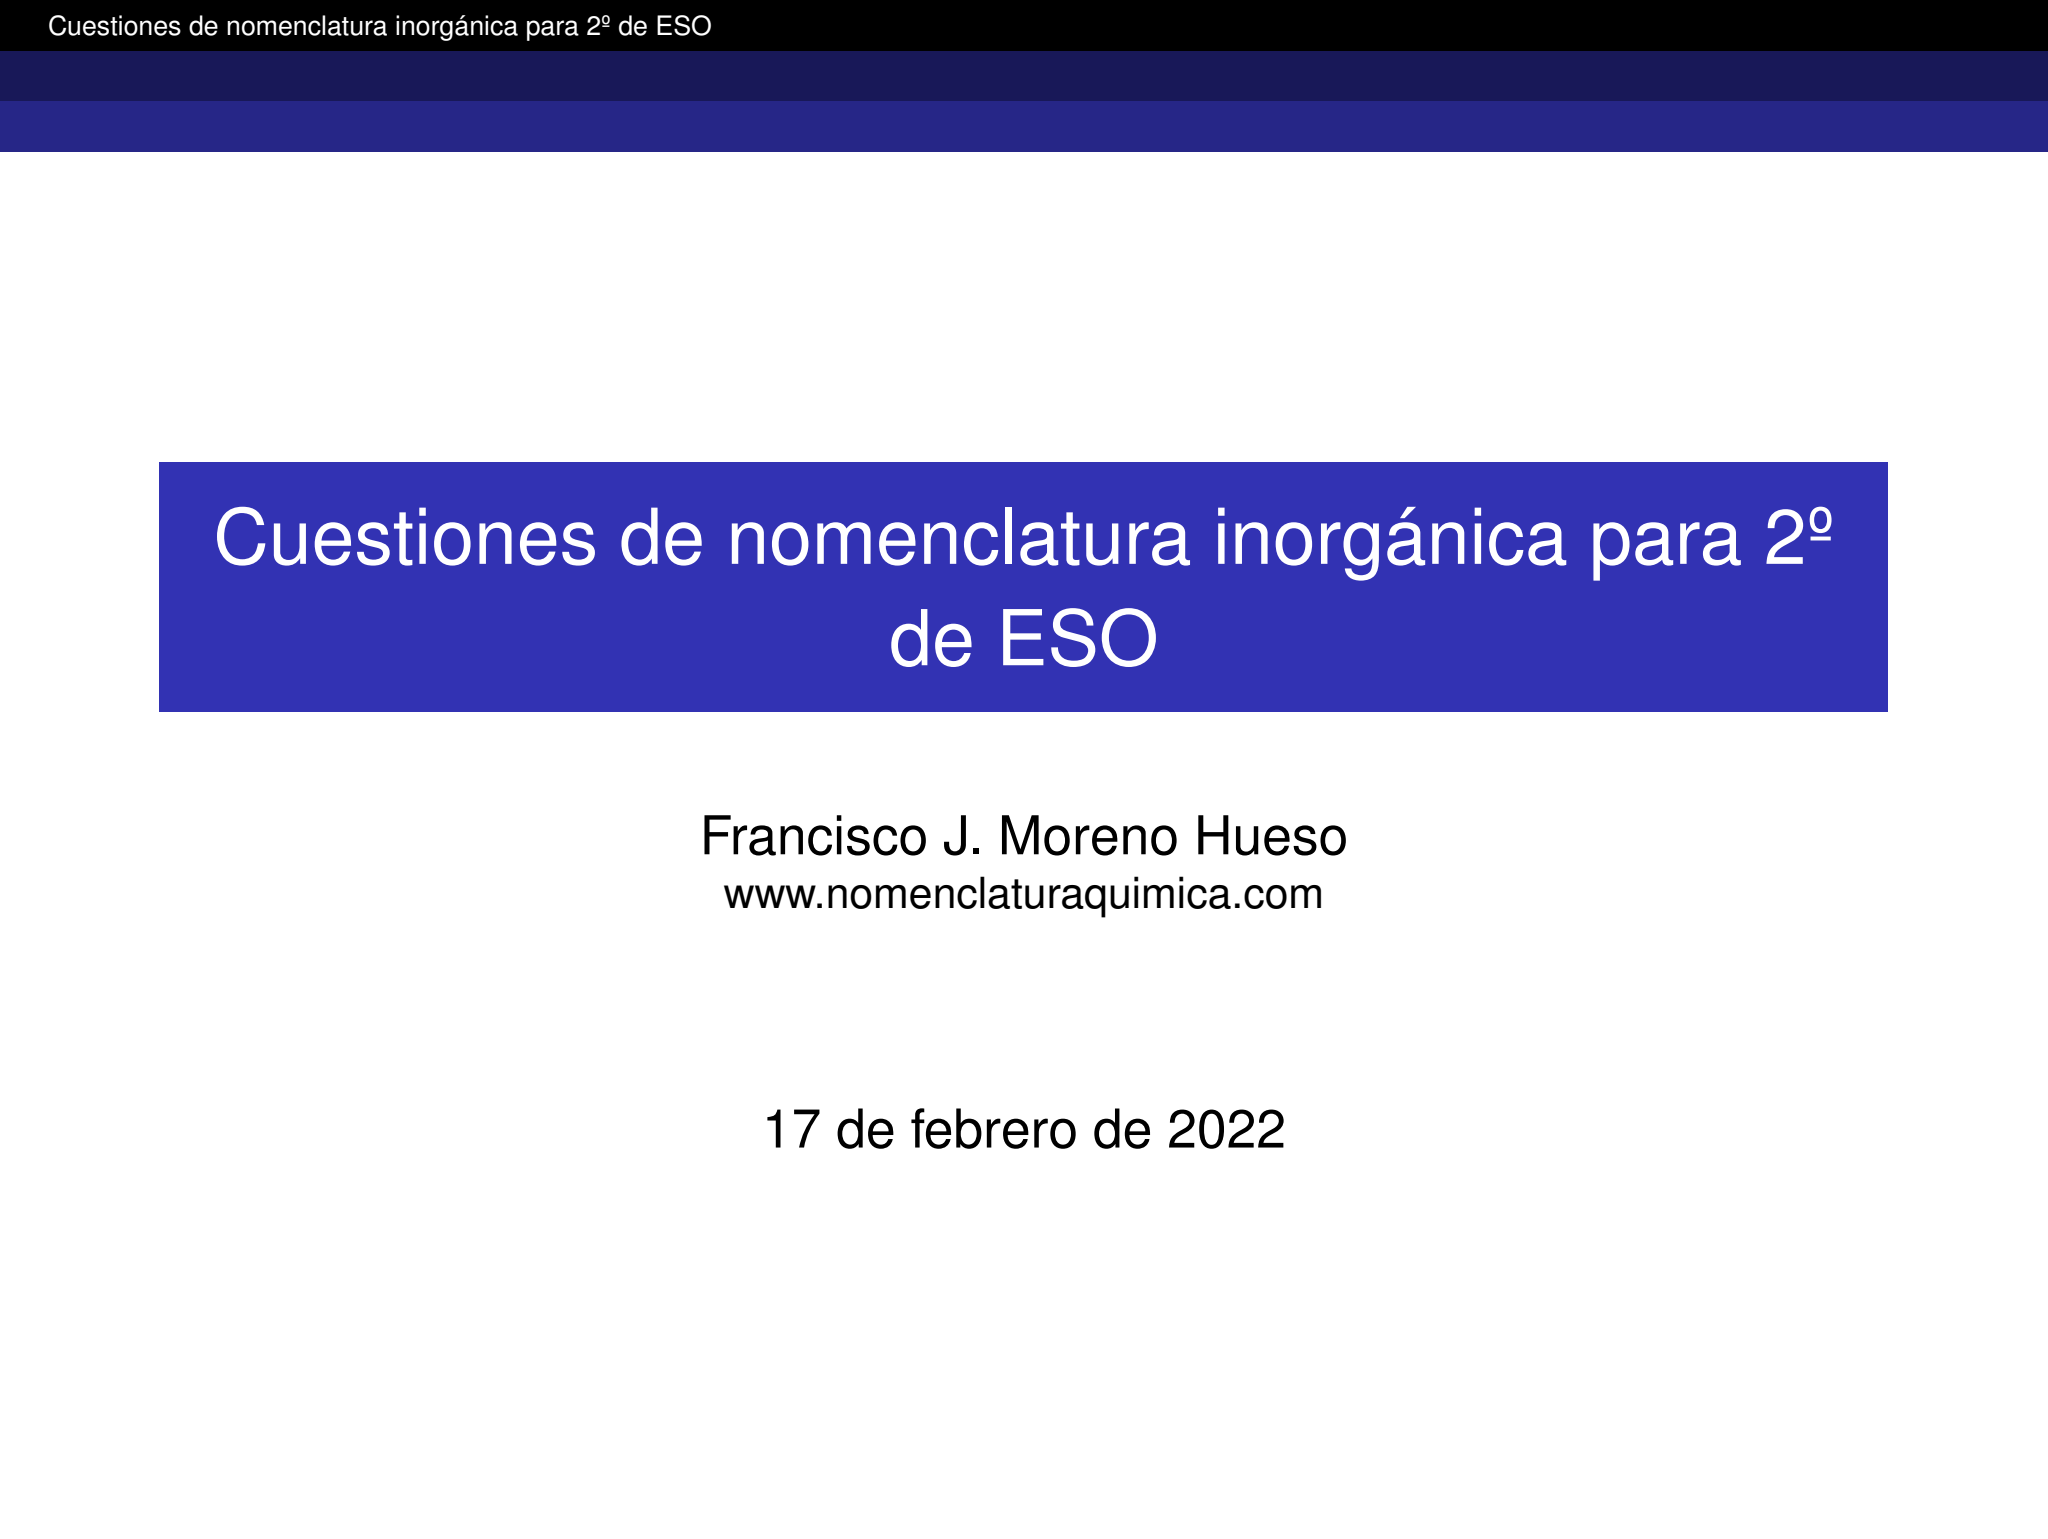 Cuestiones de nomenclatura inorgánica para 2º de ESO
Cuestiones de nomenclatura inorgánica para 2º
de ESO
Francisco J. Moreno Hueso
www.nomenclaturaquimica.com
17 de febrero de 2022